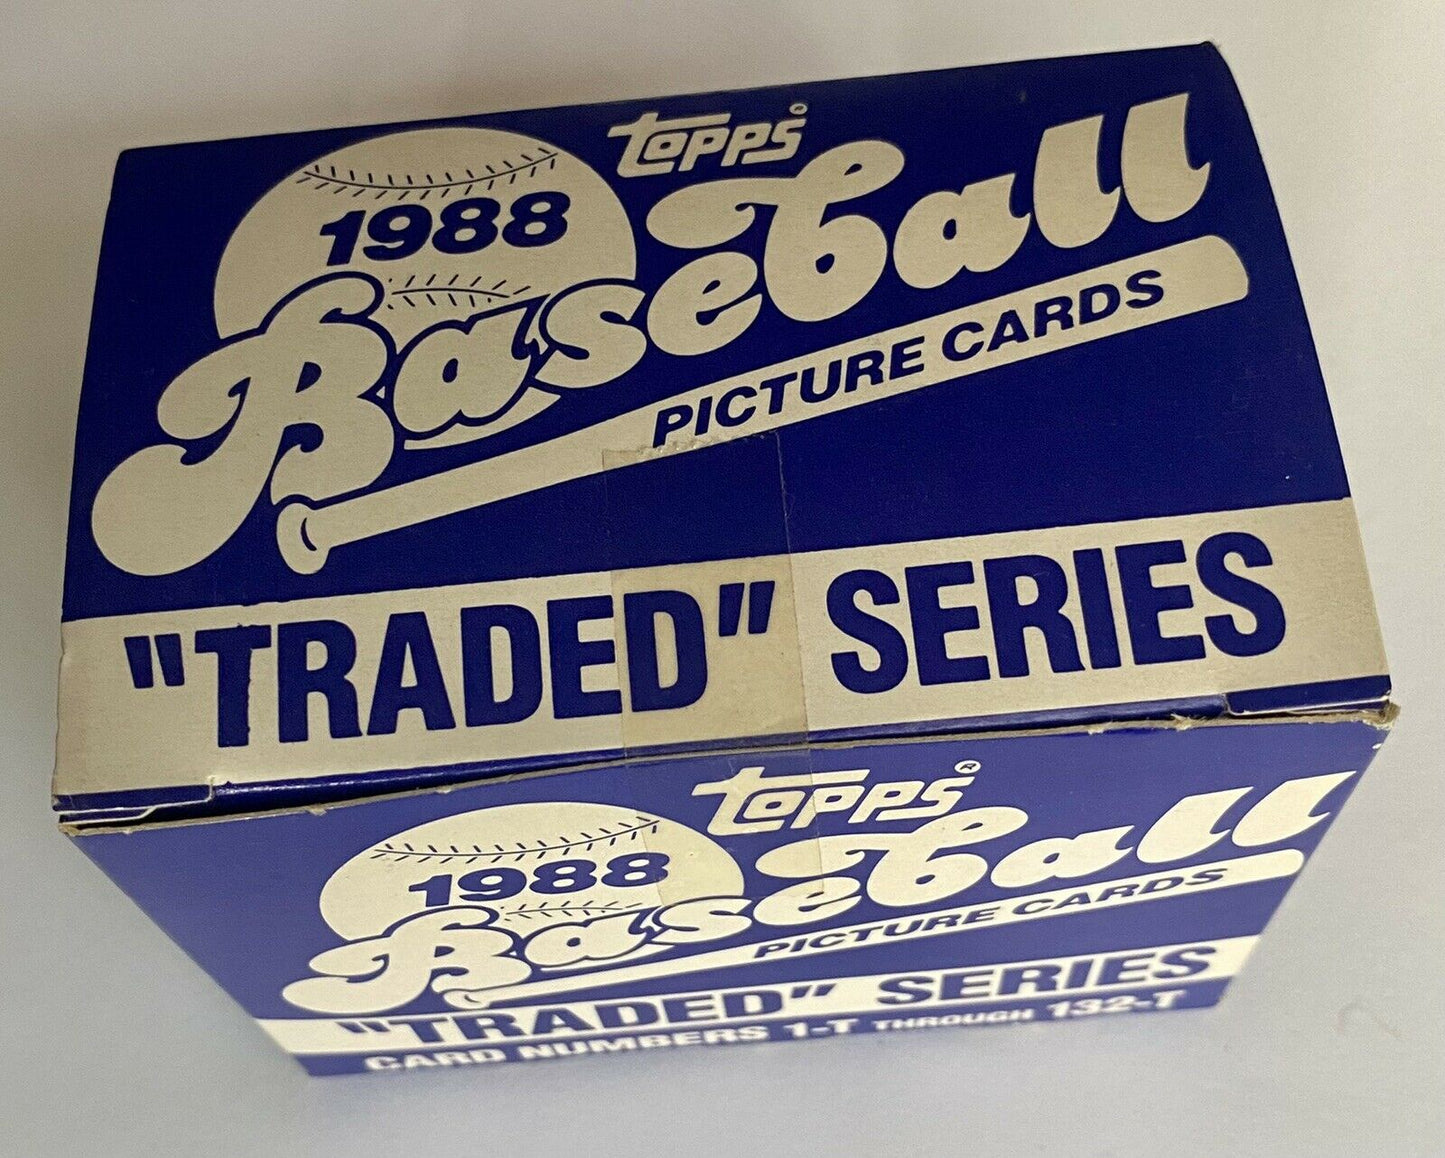 Topps®
1988
Baseball
PICTURE CARDS
"TRADED" SERIES
Topps®
1988
Baseball
PICTURE CARDS
"TRADED" SERIES
CARD NUMBERS 1-T THROUGH 132-T